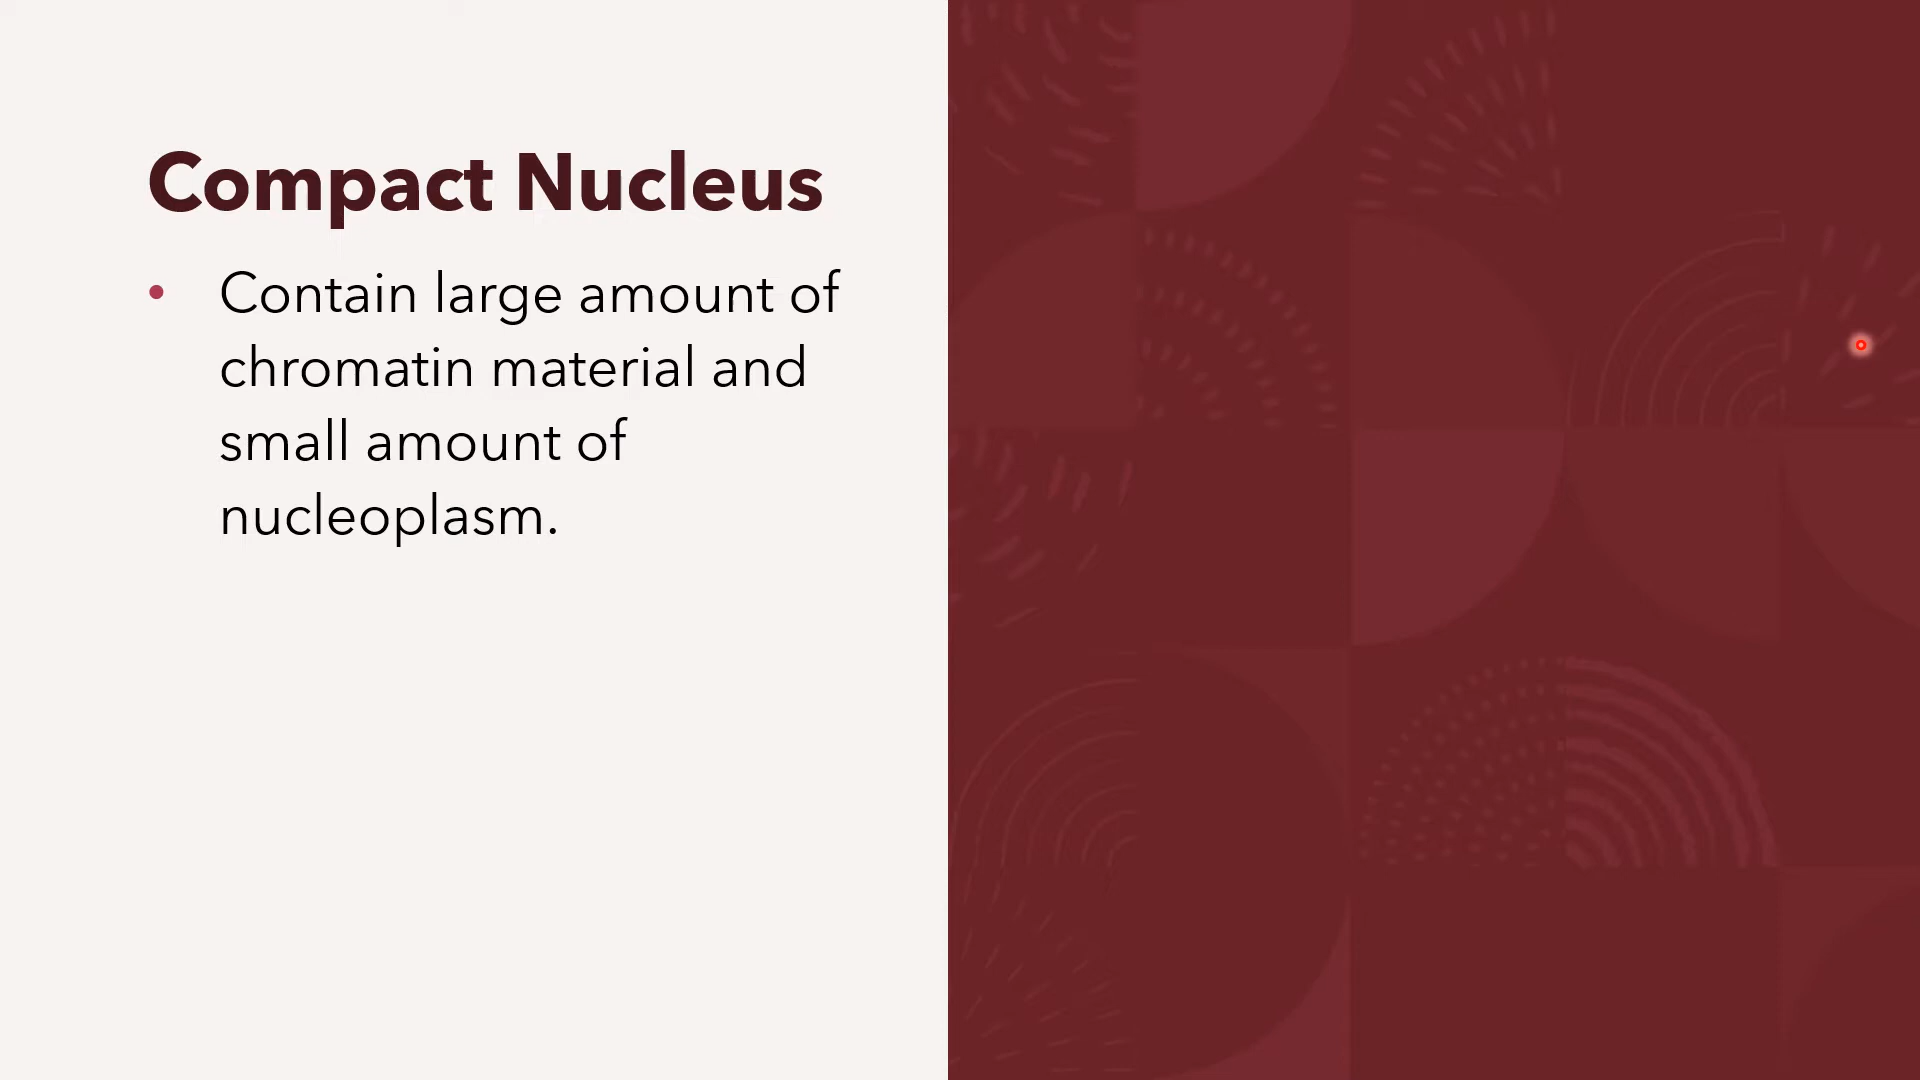 Compact Nucleus
• Contain large amount of
chromatin material and
small amount of
nucleoplasm.